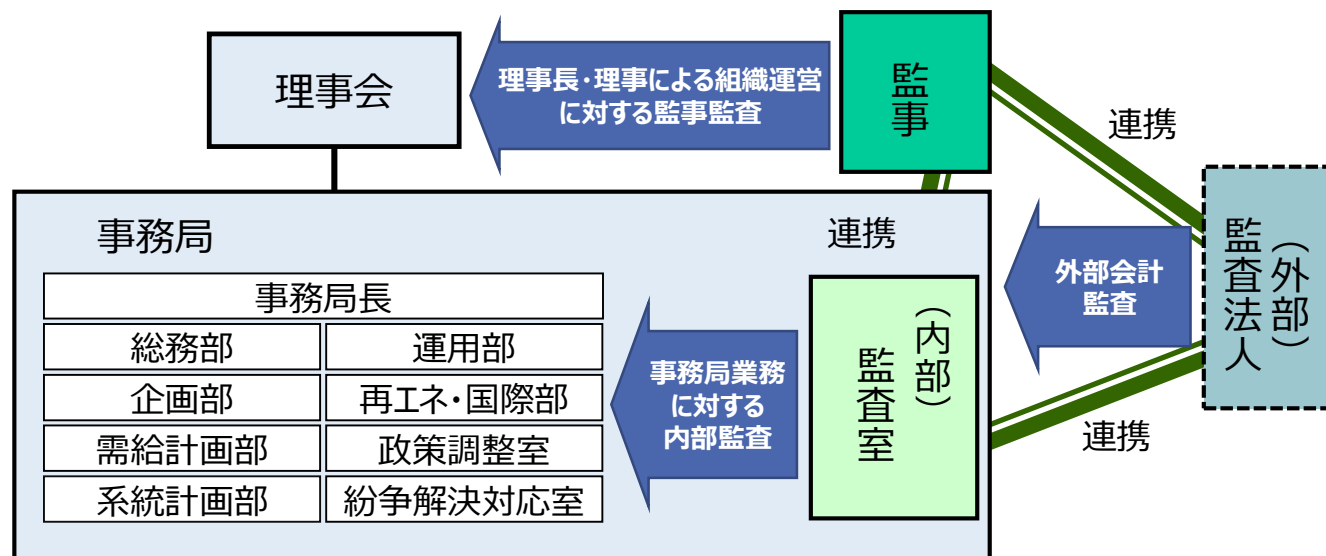 理事会
理事長・理事による組織運営
に対する監事監査
監事
連携
事務局
連携
事務局長
総務部
運用部
企画部
再エネ・国際部
需給計画部
政策調整室
系統計画部
紛争解決対応室
事務局業務
に対する
内部監査
（内部）
監査室
外部会計
監査
（外部）
監査法人
連携